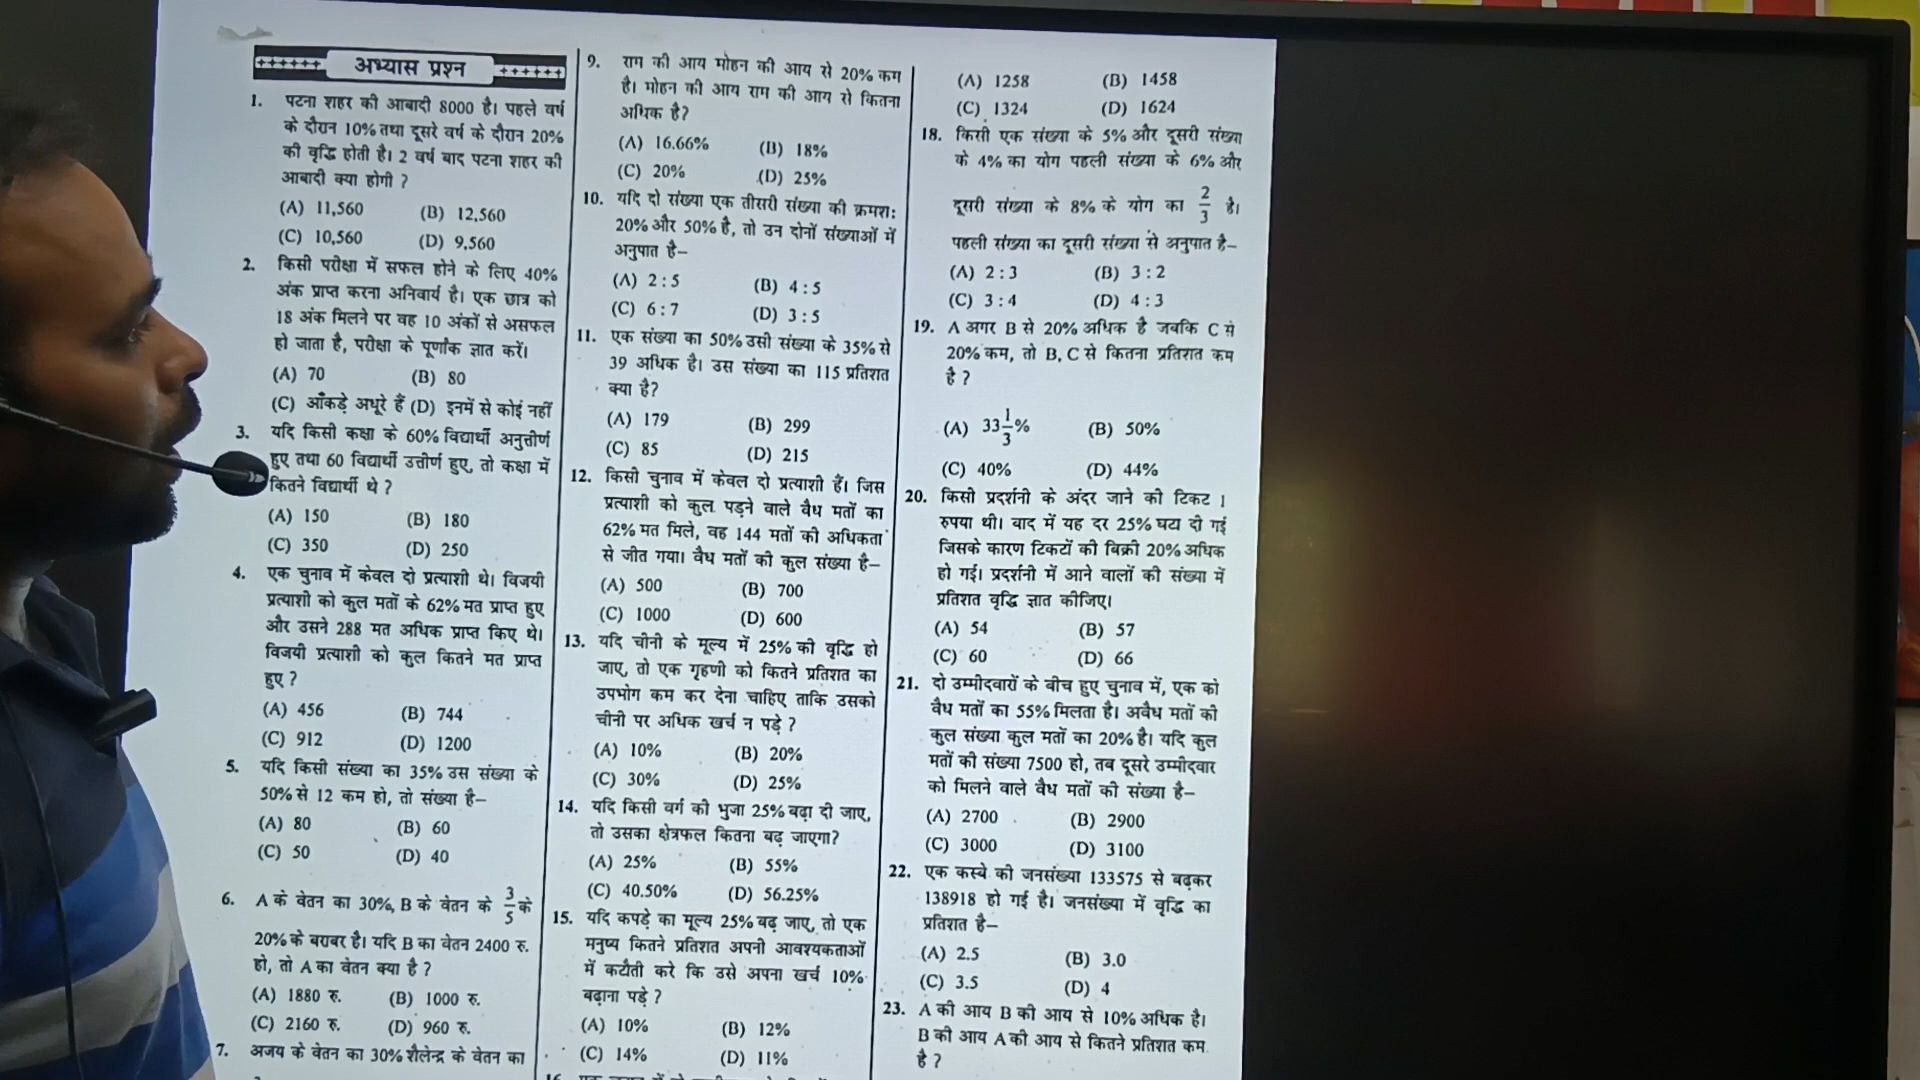 अभ्यास प्रश्न
1. पटना शहर की आबादी 8000 है। पहले वर्ष
के दौरान 10% तथा दूसरे वर्ष के दौरान 20%
की वृद्धि होती है। 2 वर्ष बाद पटना शहर की
आबादी क्या होगी ?
(A) 11,560 (B) 12,560
(C) 10,560 (D) 9,560
2. किसी परीक्षा में सफल होने के लिए 40%
अंक प्राप्त करना अनिवार्य है। एक छात्र को
18 अंक मिलने पर वह 10 अंकों से असफल
हो जाता है, परीक्षा के पूर्णांक ज्ञात करें।
(A) 70 (B) 80
(C) आँकड़े अधूरे हैं (D) इनमें से कोई नहीं
3. यदि किसी कक्षा के 60% विद्यार्थी अनुत्तीर्ण
हुए तथा 60 विद्यार्थी उत्तीर्ण हुए, तो कक्षा में
कितने विद्यार्थी थे ?
(A) 150 (B) 180
(C) 350 (D) 250
4. एक चुनाव में केवल दो प्रत्याशी थे। विजयी
प्रत्याशी को कुल मतों के 62% मत प्राप्त हुए
और उसने 288 मत अधिक प्राप्त किए थे।
विजयी प्रत्याशी को कुल कितने मत प्राप्त
हुए ?
(A) 456 (B) 744
(C) 912 (D) 1200
5. यदि किसी संख्या का 35% उस संख्या के
50% से 12 कम हो, तो संख्या है–
(A) 80 (B) 60
(C) 50 (D) 40
6. A के वेतन का 30%, B के वेतन के 3/5 के
20% के बराबर है। यदि B का वेतन 2400 रु.
हो, तो A का वेतन क्या है ?
(A) 1880 रु. (B) 1000 रु.
(C) 2160 रु. (D) 960 रु.
7. अजय के वेतन का 30% शैलेन्द्र के वेतन का
9. राम की आय मोहन की आय से 20% कम
है। मोहन की आय राम की आय से कितना
अधिक है?
(A) 16.66% (B) 18%
(C) 20% (D) 25%
10. यदि दो संख्या एक तीसरी संख्या की क्रमश:
20% और 50% है, तो उन दोनों संख्याओं में
अनुपात है–
(A) 2 : 5 (B) 4 : 5
(C) 6 : 7 (D) 3 : 5
11. एक संख्या का 50% उसी संख्या के 35% से
39 अधिक है। उस संख्या का 115 प्रतिशत
क्या है?
(A) 179 (B) 299
(C) 85 (D) 215
12. किसी चुनाव में केवल दो प्रत्याशी हैं। जिस
प्रत्याशी को कुल पड़ने वाले वैध मतों का
62% मत मिले, वह 144 मतों की अधिकता
से जीत गया। वैध मतों की कुल संख्या है–
(A) 500 (B) 700
(C) 1000 (D) 600
13. यदि चीनी के मूल्य में 25% की वृद्धि हो
जाए, तो एक गृहणी को कितने प्रतिशत का
उपभोग कम कर देना चाहिए ताकि उसको
चीनी पर अधिक खर्च न पड़े ?
(A) 10% (B) 20%
(C) 30% (D) 25%
14. यदि किसी वर्ग की भुजा 25% बढ़ा दी जाए,
तो उसका क्षेत्रफल कितना बढ़ जाएगा?
(A) 25% (B) 55%
(C) 40.50% (D) 56.25%
15. यदि कपड़े का मूल्य 25% बढ़ जाए, तो एक
मनुष्य कितने प्रतिशत अपनी आवश्यकताओं
में कटौती करे कि उसे अपना खर्च 10%
बढ़ाना पड़े ?
(A) 10% (B) 12%
(C) 14% (D) 11%
(A) 1258 (B) 1458
(C) 1324 (D) 1624
18. किसी एक संख्या के 5% और दूसरी संख्या
के 4% का योग पहली संख्या के 6% और
दूसरी संख्या के 8% के योग का 2/3 है।
पहली संख्या का दूसरी संख्या से अनुपात है–
(A) 2 : 3 (B) 3 : 2
(C) 3 : 4 (D) 4 : 3
19. A अगर B से 20% अधिक है जबकि C से
20% कम, तो B, C से कितना प्रतिशत कम
है ?
(A) 33 1/3% (B) 50%
(C) 40% (D) 44%
20. किसी प्रदर्शनी के अंदर जाने की टिकट 1
रुपया थी। बाद में यह दर 25% घटा दी गई
जिसके कारण टिकटों की बिक्री 20% अधिक
हो गई। प्रदर्शनी में आने वालों की संख्या में
प्रतिशत वृद्धि ज्ञात कीजिए।
(A) 54 (B) 57
(C) 60 (D) 66
21. दो उम्मीदवारों के बीच हुए चुनाव में, एक को
वैध मतों का 55% मिलता है। अवैध मतों की
कुल संख्या कुल मतों का 20% है। यदि कुल
मतों की संख्या 7500 हो, तब दूसरे उम्मीदवार
को मिलने वाले वैध मतों की संख्या है–
(A) 2700 (B) 2900
(C) 3000 (D) 3100
22. एक कस्बे की जनसंख्या 133575 से बढ़कर
138918 हो गई है। जनसंख्या में वृद्धि का
प्रतिशत है–
(A) 2.5 (B) 3.0
(C) 3.5 (D) 4
23. A की आय B की आय से 10% अधिक है।
B की आय A की आय से कितने प्रतिशत कम
है ?